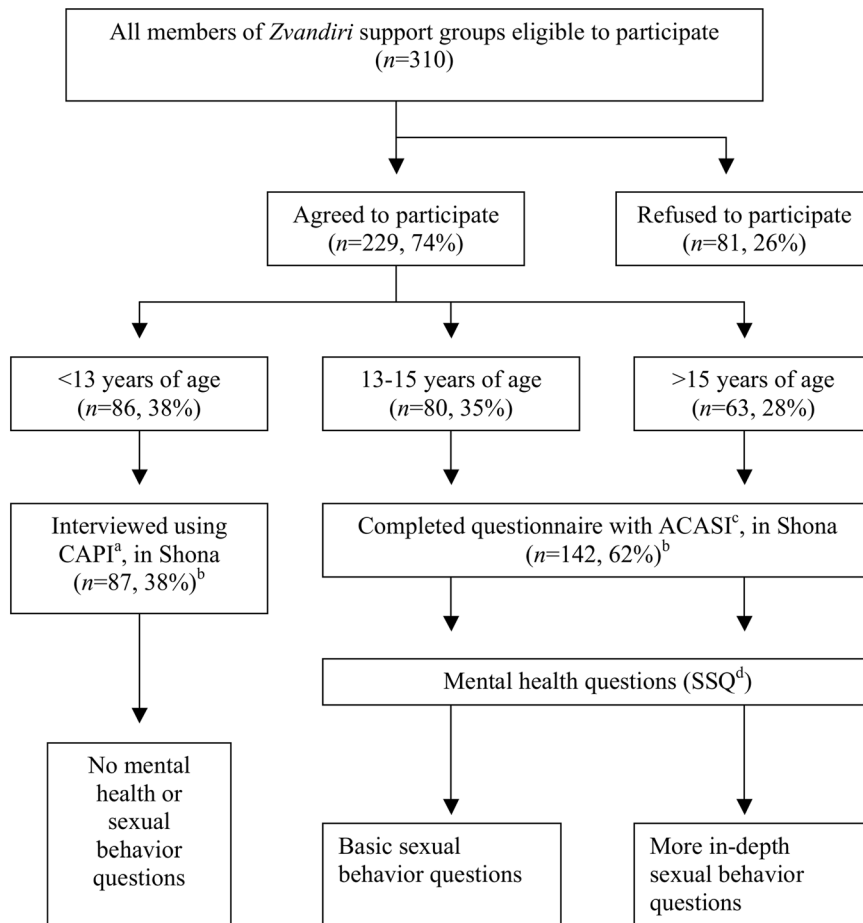 All members of Zvandiri support groups eligible to participate
(n=310)
Agreed to participate
(n=229, 74%)
Refused to participate
(n=81, 26%)
<13 years of age
(n=86, 38%)
13-15 years of age
(n=80, 35%)
>15 years of age
(n=63, 28%)
Interviewed using
CAPIᵃ, in Shona
(n=87, 38%)ᵇ
Completed questionnaire with ACASIᶜ, in Shona
(n=142, 62%)ᵇ
Mental health questions (SSQᵈ)
No mental
health or
sexual
behavior
questions
Basic sexual
behavior questions
More in-depth
sexual behavior
questions